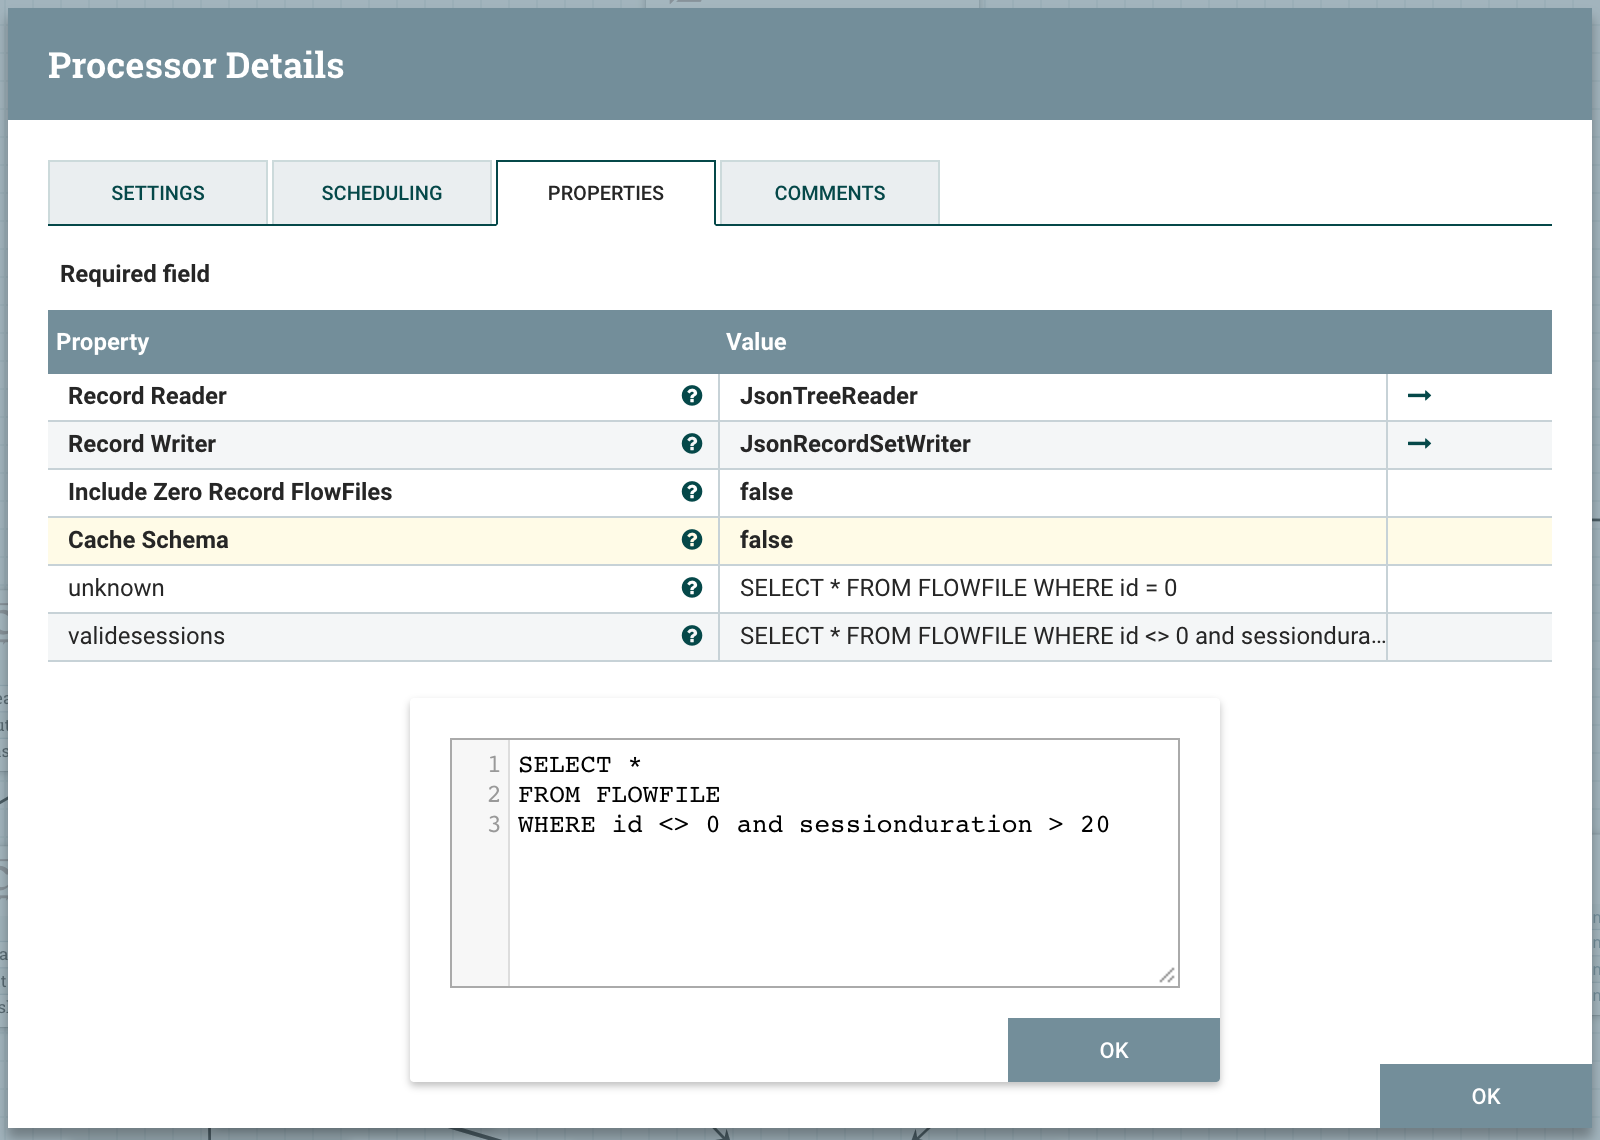 Processor Details
SETTINGS SCHEDULING PROPERTIES COMMENTS
Required field
Property Value
Record Reader ? JsonTreeReader
Record Writer ? JsonRecordSetWriter
Include Zero Record FlowFiles ? false
Cache Schema ? false
unknown ? SELECT * FROM FLOWFILE WHERE id = 0
validesessions ? SELECT * FROM FLOWFILE WHERE id <> 0 and sessiondura...
1 SELECT *
2 FROM FLOWFILE
3 WHERE id <> 0 and sessionduration > 20
OK
OK